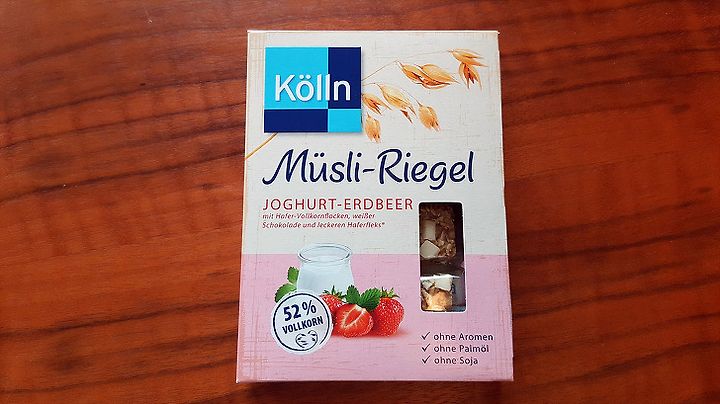 Kölln
Müsli-Riegel
JOGHURT-ERDBEER
mit Hafer-Vollkornflocken, weißer
Schokolade und leckeren Haferfleks*
52%
VOLLKORN
✓ ohne Aromen
✓ ohne Palmöl
✓ ohne Soja